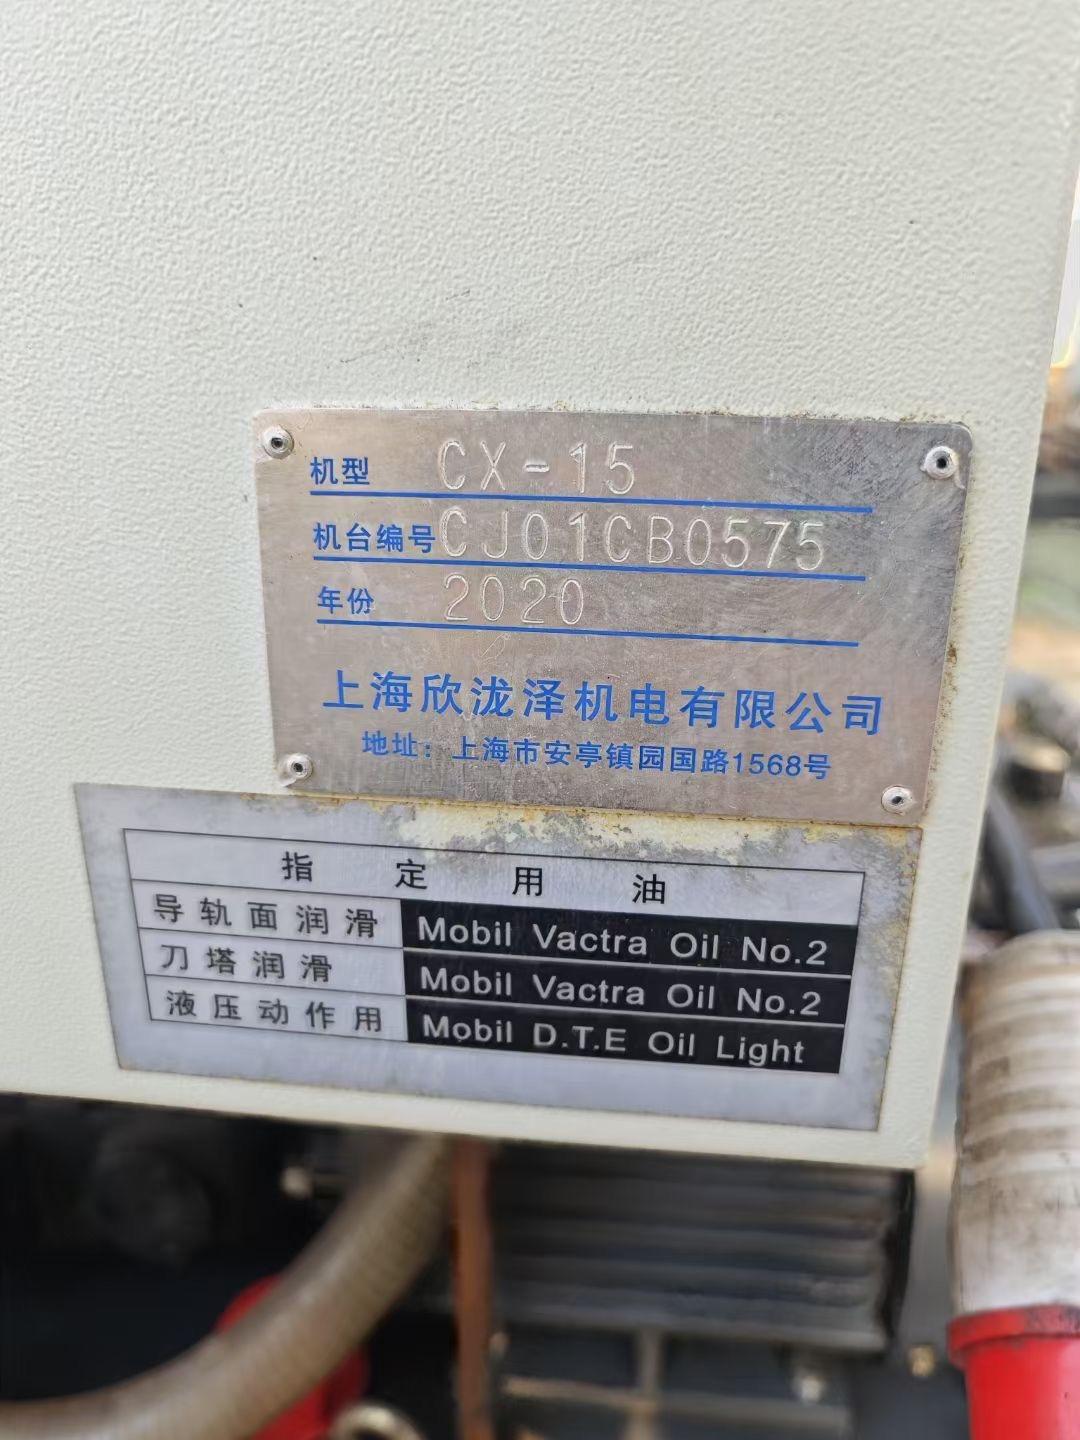 机型 CX-15
机台编号 CJ01CB0575
年份 2020
上海欣泷泽机电有限公司
地址：上海市安亭镇园国路1568号
指定用油
导轨面润滑 Mobil Vactra Oil No.2
刀塔润滑 Mobil Vactra Oil No.2
液压动作用 Mobil D.T.E Oil Light